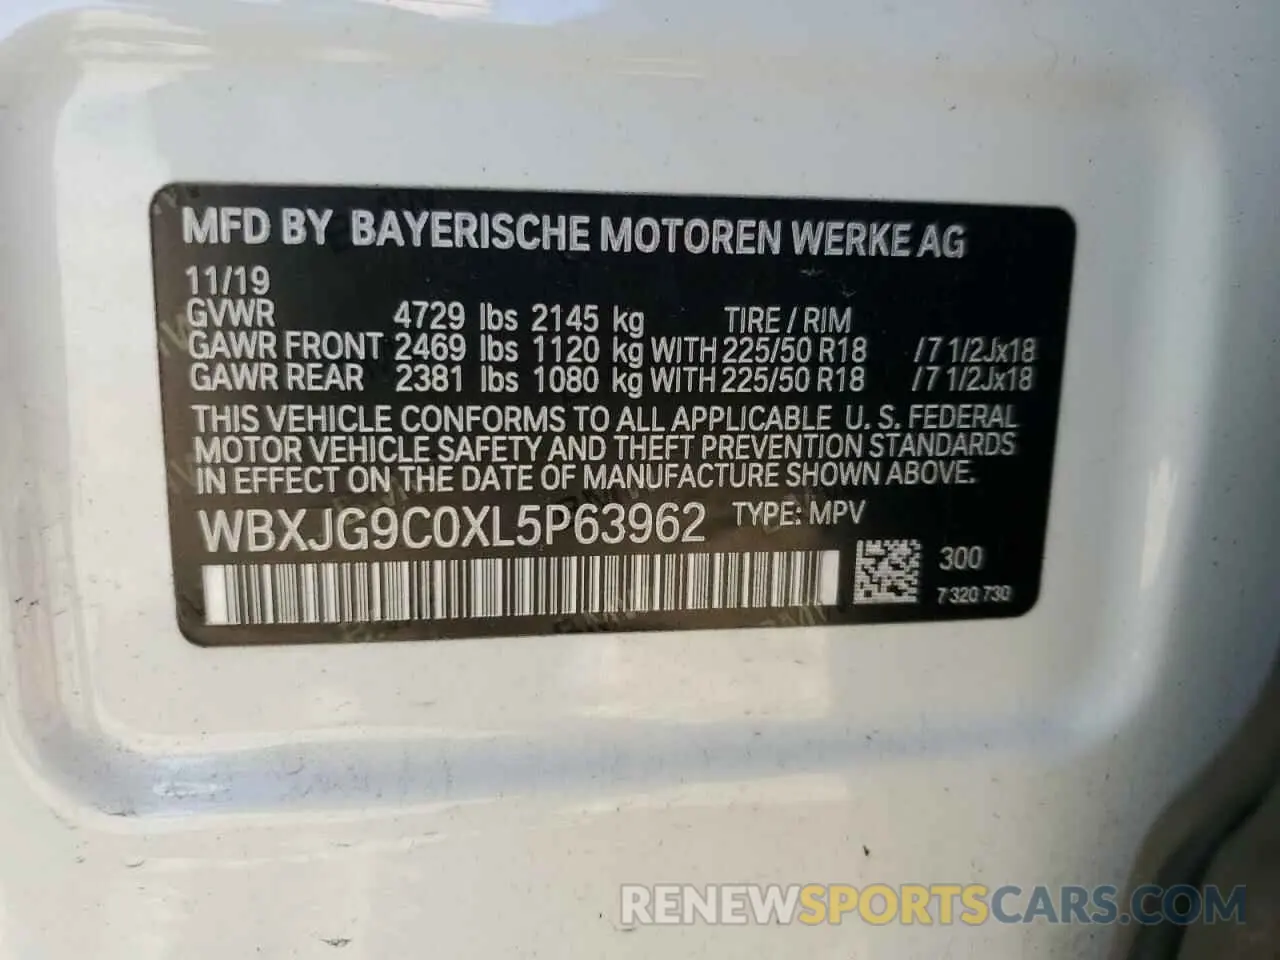 MFD BY BAYERISCHE MOTOREN WERKE AG
11/19
GVWR 4729 lbs 2145 kg TIRE / RIM
GAWR FRONT 2469 lbs 1120 kg WITH 225/50 R18 /7 1/2Jx18
GAWR REAR 2381 lbs 1080 kg WITH 225/50 R18 /7 1/2Jx18
THIS VEHICLE CONFORMS TO ALL APPLICABLE U. S. FEDERAL
MOTOR VEHICLE SAFETY AND THEFT PREVENTION STANDARDS
IN EFFECT ON THE DATE OF MANUFACTURE SHOWN ABOVE.
WBXJG9C0XL5P63962 TYPE: MPV
300
7 320 730
RENEWSPORTSCARS.COM